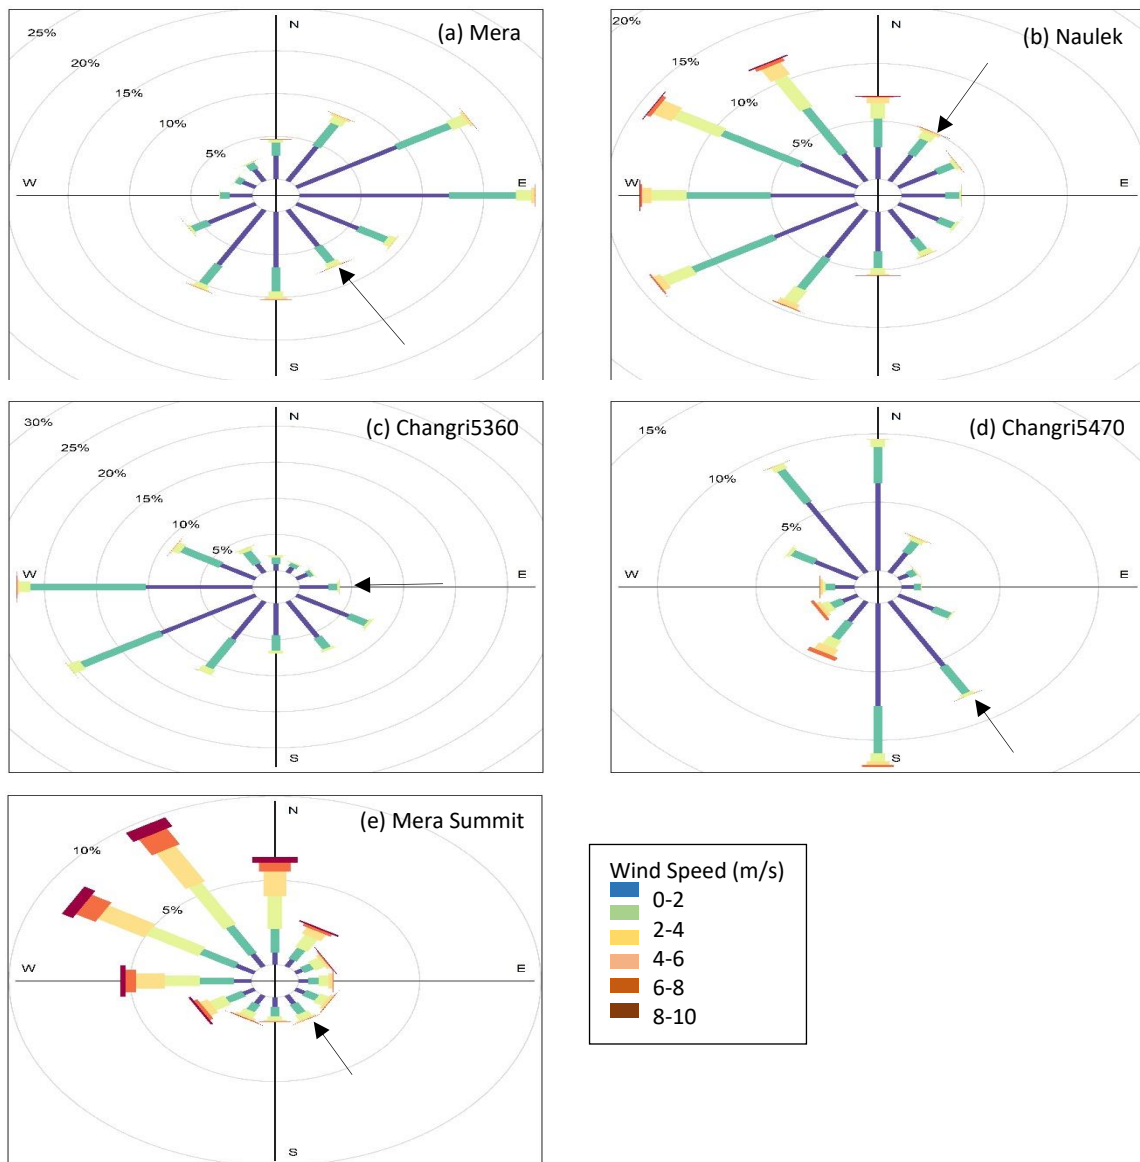 (a) Mera
N
25%
20%
15%
10%
5%
W
E
S
(b) Naulek
20%
15%
10%
5%
N
W
E
S
(c) Changri5360
N
30%
25%
20%
15%
10%
5%
W
E
S
(d) Changri5470
N
15%
10%
5%
W
E
S
(e) Mera Summit
N
10%
5%
W
E
S
Wind Speed (m/s)
0-2
2-4
4-6
6-8
8-10